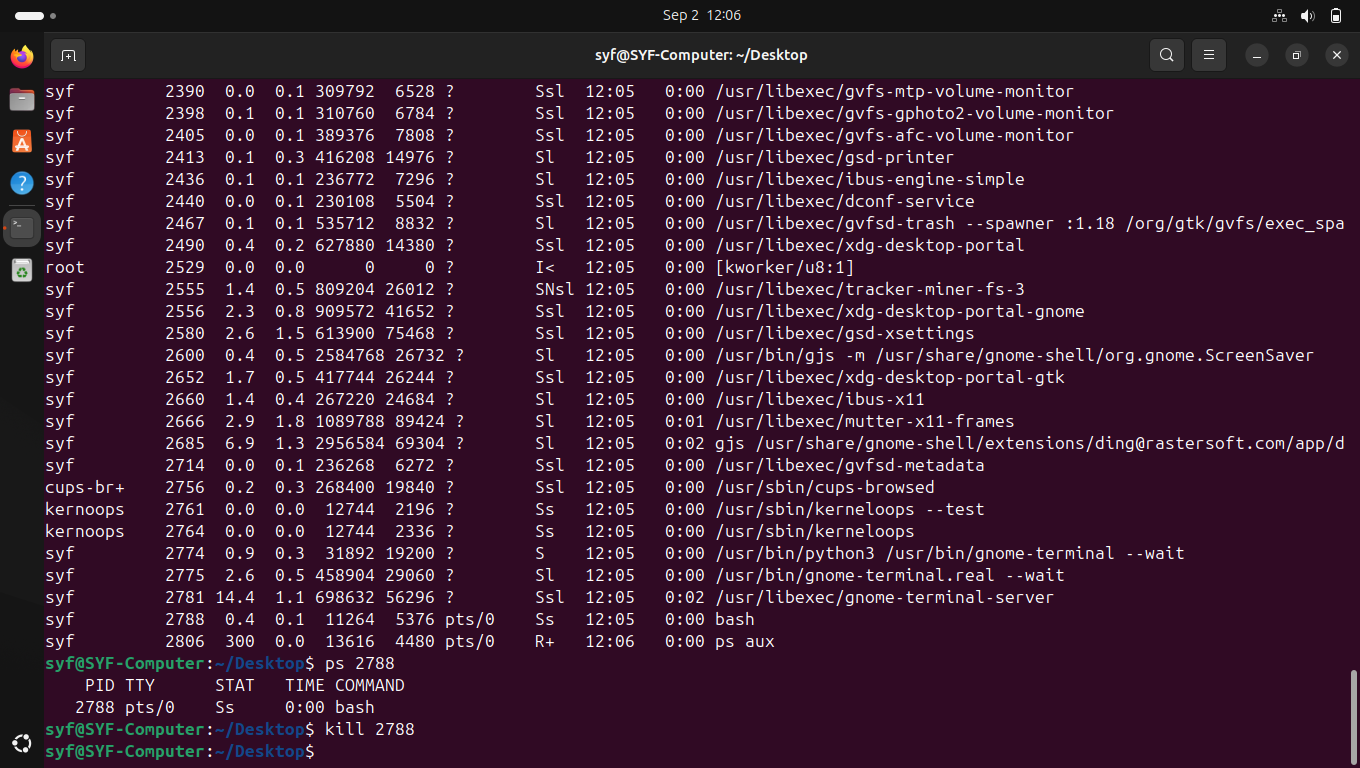 Sep 2 12:06
syf@SYF-Computer: ~/Desktop
syf 2390 0.0 0.1 309792 6528 ? Ssl 12:05 0:00 /usr/libexec/gvfs-mtp-volume-monitor
syf 2398 0.1 0.1 310760 6784 ? Ssl 12:05 0:00 /usr/libexec/gvfs-gphoto2-volume-monitor
syf 2405 0.0 0.1 389376 7808 ? Ssl 12:05 0:00 /usr/libexec/gvfs-afc-volume-monitor
syf 2413 0.1 0.3 416208 14976 ? Sl 12:05 0:00 /usr/libexec/gsd-printer
syf 2436 0.1 0.1 236772 7296 ? Sl 12:05 0:00 /usr/libexec/ibus-engine-simple
syf 2440 0.0 0.1 230108 5504 ? Ssl 12:05 0:00 /usr/libexec/dconf-service
syf 2467 0.1 0.1 535712 8832 ? Sl 12:05 0:00 /usr/libexec/gvfsd-trash --spawner :1.18 /org/gtk/gvfs/exec_spa
syf 2490 0.4 0.2 627880 14380 ? Ssl 12:05 0:00 /usr/libexec/xdg-desktop-portal
root 2529 0.0 0.0 0 0 ? I< 12:05 0:00 [kworker/u8:1]
syf 2555 1.4 0.5 809204 26012 ? SNsl 12:05 0:00 /usr/libexec/tracker-miner-fs-3
syf 2556 2.3 0.8 909572 41652 ? Ssl 12:05 0:00 /usr/libexec/xdg-desktop-portal-gnome
syf 2580 2.6 1.5 613900 75468 ? Ssl 12:05 0:00 /usr/libexec/gsd-xsettings
syf 2600 0.4 0.5 2584768 26732 ? Sl 12:05 0:00 /usr/bin/gjs -m /usr/share/gnome-shell/org.gnome.ScreenSaver
syf 2652 1.7 0.5 417744 26244 ? Ssl 12:05 0:00 /usr/libexec/xdg-desktop-portal-gtk
syf 2660 1.4 0.4 267220 24684 ? Sl 12:05 0:00 /usr/libexec/ibus-x11
syf 2666 2.9 1.8 1089788 89424 ? Sl 12:05 0:01 /usr/libexec/mutter-x11-frames
syf 2685 6.9 1.3 2956584 69304 ? Sl 12:05 0:02 gjs /usr/share/gnome-shell/extensions/ding@rastersoft.com/app/d
syf 2714 0.0 0.1 236268 6272 ? Ssl 12:05 0:00 /usr/libexec/gvfsd-metadata
cups-br+ 2756 0.2 0.3 268400 19840 ? Ssl 12:05 0:00 /usr/sbin/cups-browsed
kernoops 2761 0.0 0.0 12744 2196 ? Ss 12:05 0:00 /usr/sbin/kerneloops --test
kernoops 2764 0.0 0.0 12744 2336 ? Ss 12:05 0:00 /usr/sbin/kerneloops
syf 2774 0.9 0.3 31892 19200 ? S 12:05 0:00 /usr/bin/python3 /usr/bin/gnome-terminal --wait
syf 2775 2.6 0.5 458904 29060 ? Sl 12:05 0:00 /usr/bin/gnome-terminal.real --wait
syf 2781 14.4 1.1 698632 56296 ? Ssl 12:05 0:02 /usr/libexec/gnome-terminal-server
syf 2788 0.4 0.1 11264 5376 pts/0 Ss 12:05 0:00 bash
syf 2806 300 0.0 13616 4480 pts/0 R+ 12:06 0:00 ps aux
syf@SYF-Computer:~/Desktop$ ps 2788
PID TTY STAT TIME COMMAND
2788 pts/0 Ss 0:00 bash
syf@SYF-Computer:~/Desktop$ kill 2788
syf@SYF-Computer:~/Desktop$